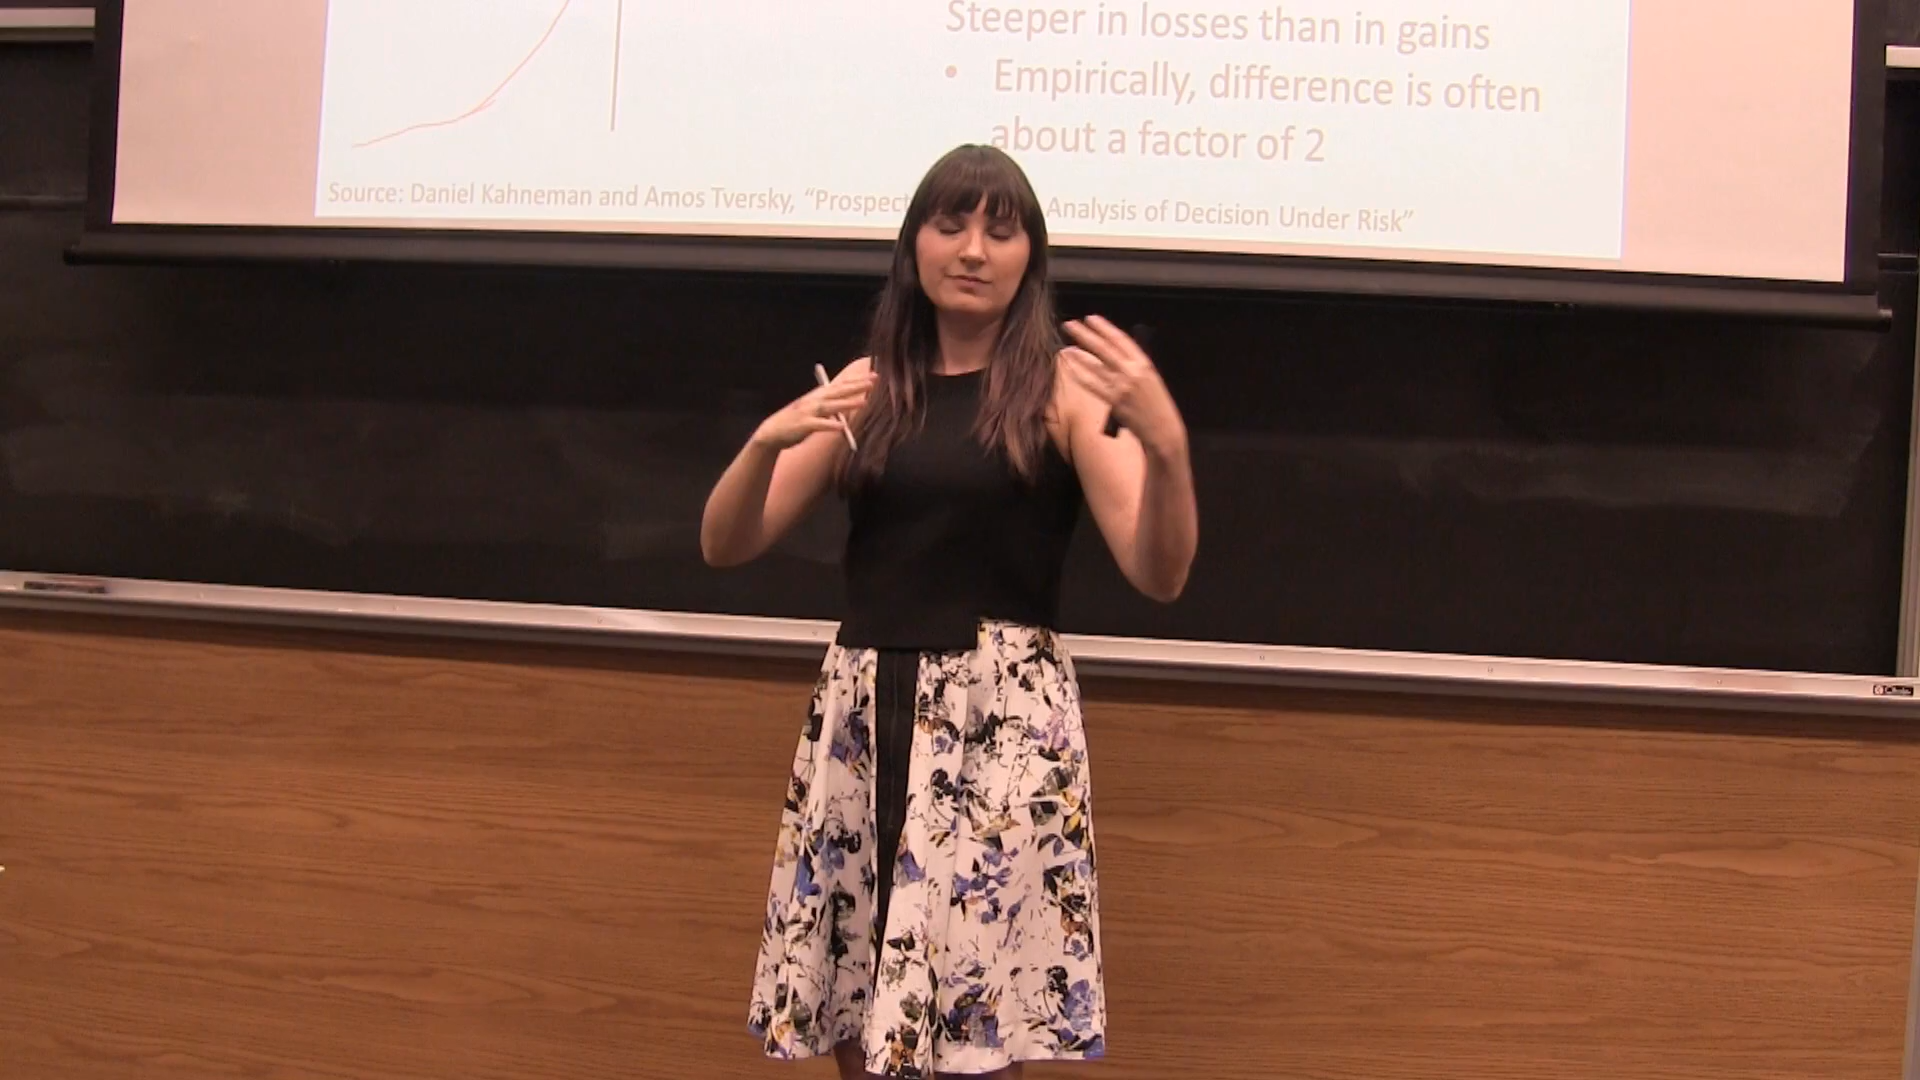 Steeper in losses than in gains
• Empirically, difference is often
about a factor of 2
Source: Daniel Kahneman and Amos Tversky, “Prospect Analysis of Decision Under Risk”